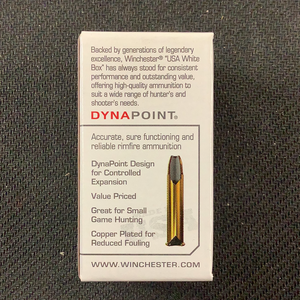 Backed by generations of legendary
excellence, Winchester® "USA White
Box" has always stood for consistent
performance and outstanding value,
offering high-quality ammunition to
suit a wide range of hunter's and
shooter's needs.
DYNAPOINT®
Accurate, sure functioning and
reliable rimfire ammunition
DynaPoint Design
for Controlled
Expansion
Value Priced
Great for Small
Game Hunting
Copper Plated for
Reduced Fouling
WWW.WINCHESTER.COM